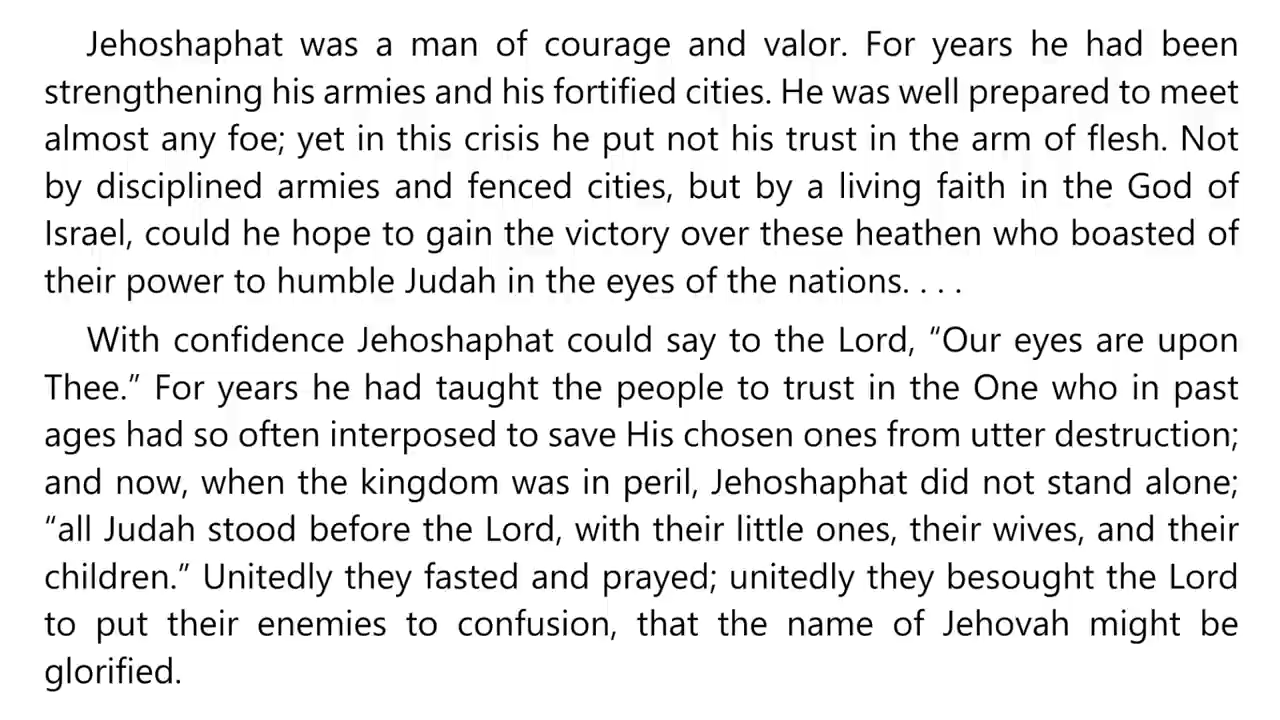 Jehoshaphat was a man of courage and valor. For years he had been
strengthening his armies and his fortified cities. He was well prepared to meet
almost any foe; yet in this crisis he put not his trust in the arm of flesh. Not
by disciplined armies and fenced cities, but by a living faith in the God of
Israel, could he hope to gain the victory over these heathen who boasted of
their power to humble Judah in the eyes of the nations. . . .
With confidence Jehoshaphat could say to the Lord, “Our eyes are upon
Thee.” For years he had taught the people to trust in the One who in past
ages had so often interposed to save His chosen ones from utter destruction;
and now, when the kingdom was in peril, Jehoshaphat did not stand alone;
“all Judah stood before the Lord, with their little ones, their wives, and their
children.” Unitedly they fasted and prayed; unitedly they besought the Lord
to put their enemies to confusion, that the name of Jehovah might be
glorified.